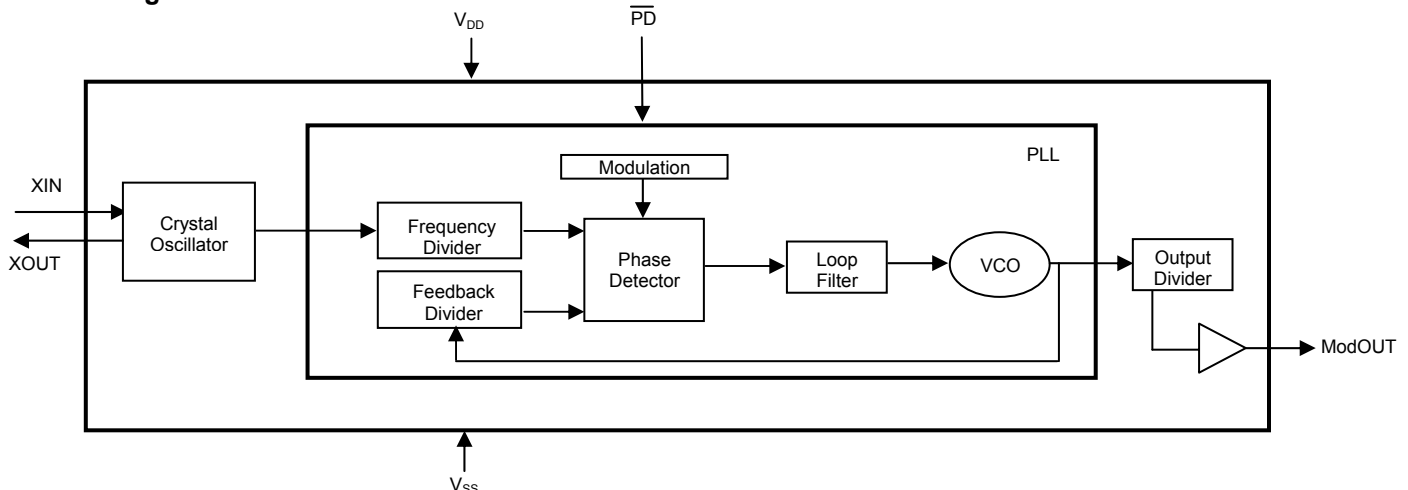 V_DD
P̅D̅
PLL
Modulation
XIN
XOUT
Crystal
Oscillator
Frequency
Divider
Feedback
Divider
Phase
Detector
Loop
Filter
VCO
Output
Divider
ModOUT
V_SS